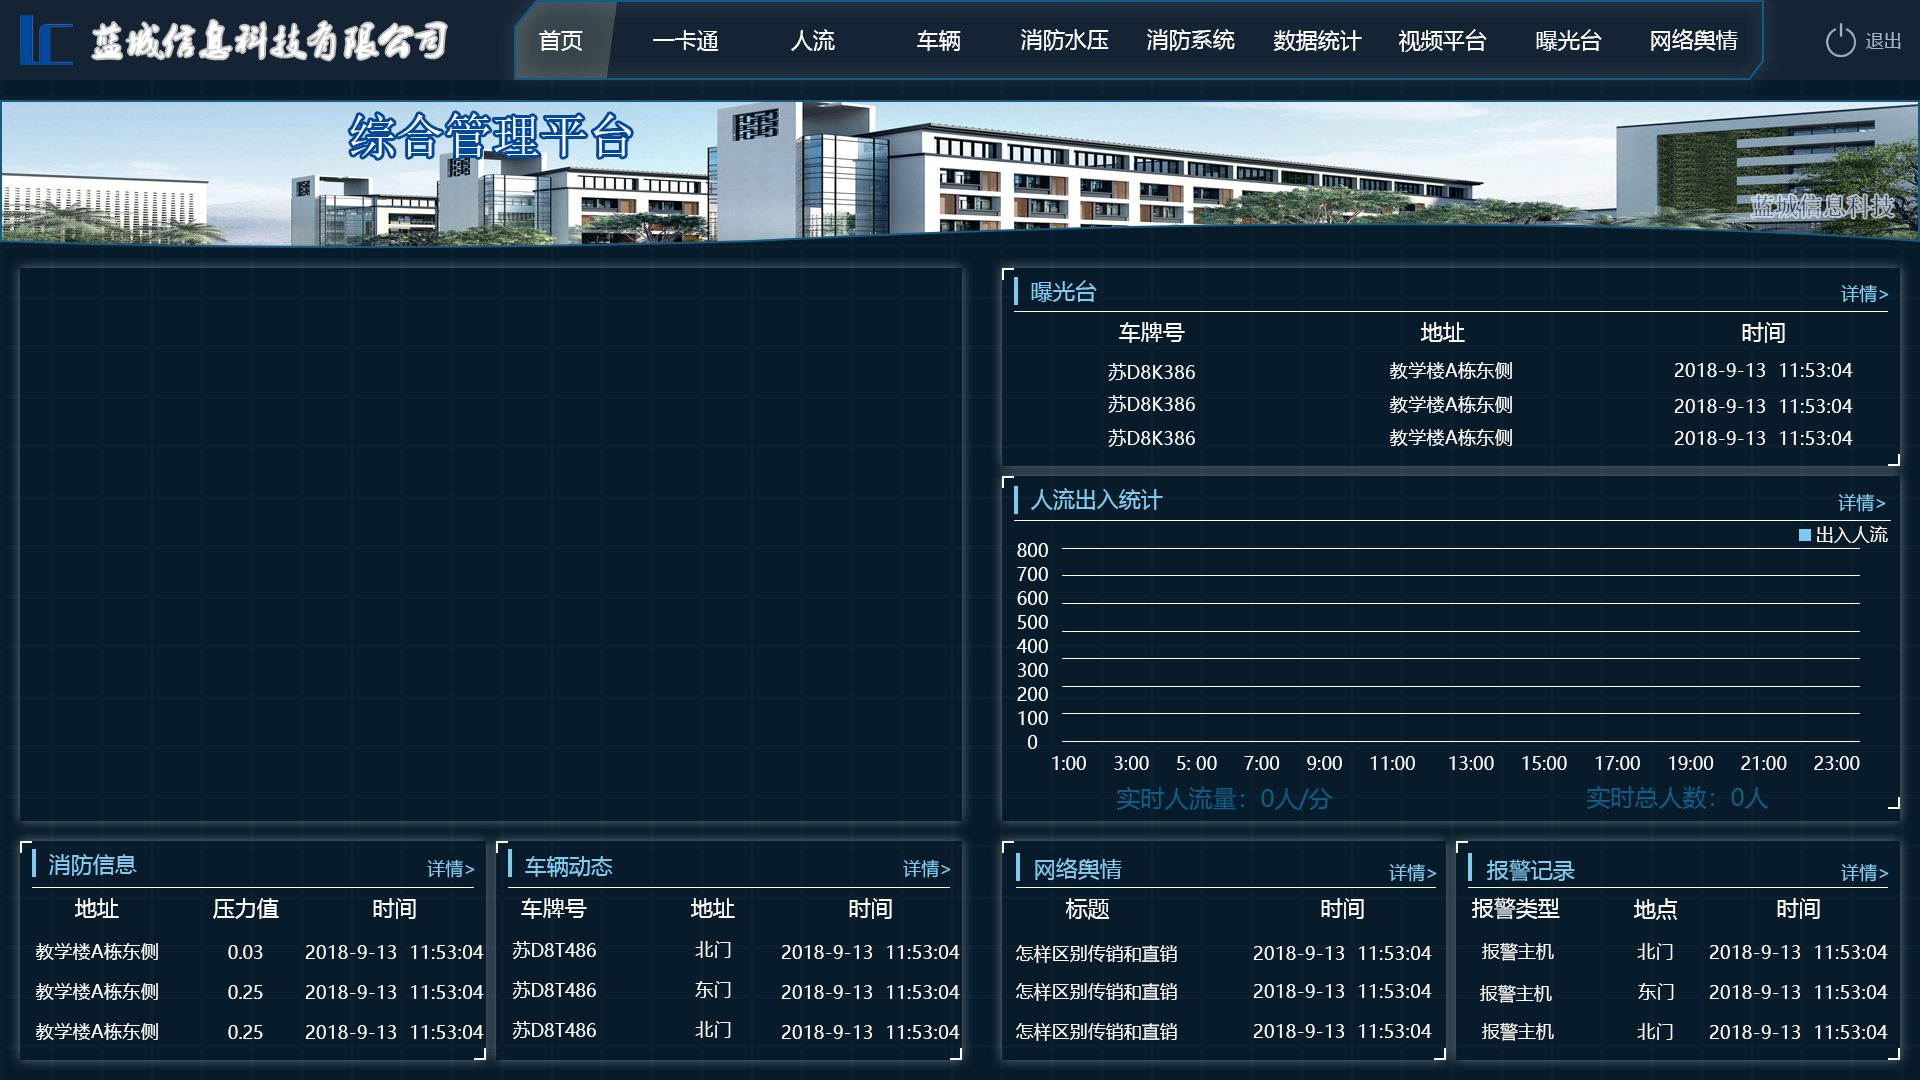 蓝城信息科技有限公司
首页 一卡通 人流 车辆 消防水压 消防系统 数据统计 视频平台 曝光台 网络舆情 退出
综合管理平台
蓝城信息科技
曝光台 详情>
车牌号 地址 时间
苏D8K386 教学楼A栋东侧 2018-9-13 11:53:04
苏D8K386 教学楼A栋东侧 2018-9-13 11:53:04
苏D8K386 教学楼A栋东侧 2018-9-13 11:53:04
人流出入统计 详情>
出入人流
800
700
600
500
400
300
200
100
0
1:00 3:00 5: 00 7:00 9:00 11:00 13:00 15:00 17:00 19:00 21:00 23:00
实时人流量：0人/分 实时总人数：0人
消防信息 详情>
地址 压力值 时间
教学楼A栋东侧 0.03 2018-9-13 11:53:04
教学楼A栋东侧 0.25 2018-9-13 11:53:04
教学楼A栋东侧 0.25 2018-9-13 11:53:04
车辆动态 详情>
车牌号 地址 时间
苏D8T486 北门 2018-9-13 11:53:04
苏D8T486 东门 2018-9-13 11:53:04
苏D8T486 北门 2018-9-13 11:53:04
网络舆情 详情>
标题 时间
怎样区别传销和直销 2018-9-13 11:53:04
怎样区别传销和直销 2018-9-13 11:53:04
怎样区别传销和直销 2018-9-13 11:53:04
报警记录 详情>
报警类型 地点 时间
报警主机 北门 2018-9-13 11:53:04
报警主机 东门 2018-9-13 11:53:04
报警主机 北门 2018-9-13 11:53:04